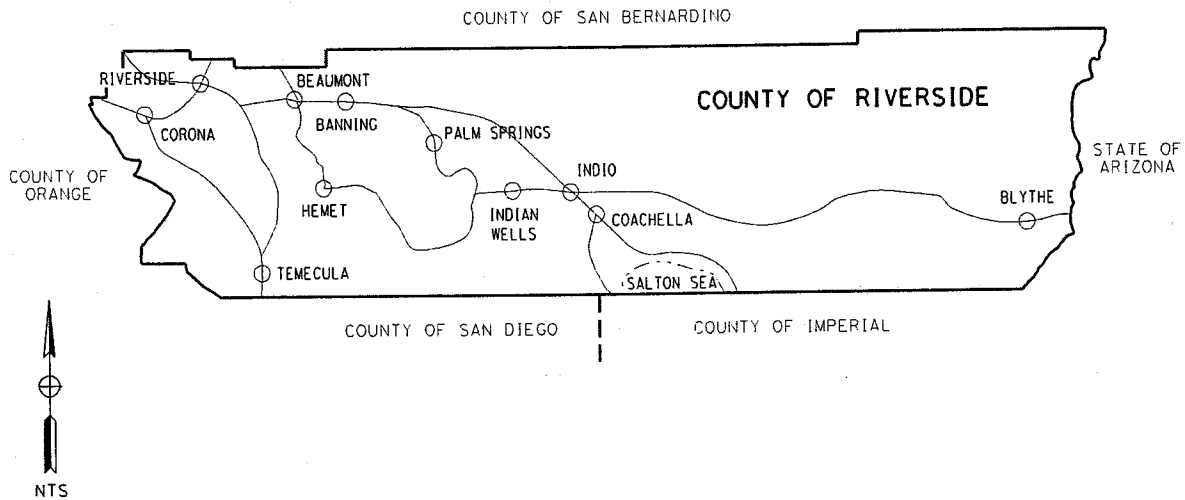 COUNTY OF SAN BERNARDINO
RIVERSIDE
BEAUMONT
COUNTY OF RIVERSIDE
CORONA
BANNING
PALM SPRINGS
STATE OF
ARIZONA
COUNTY OF
ORANGE
HEMET
INDIO
INDIAN
WELLS
COACHELLA
BLYTHE
TEMECULA
SALTON SEA
COUNTY OF SAN DIEGO
COUNTY OF IMPERIAL
NTS